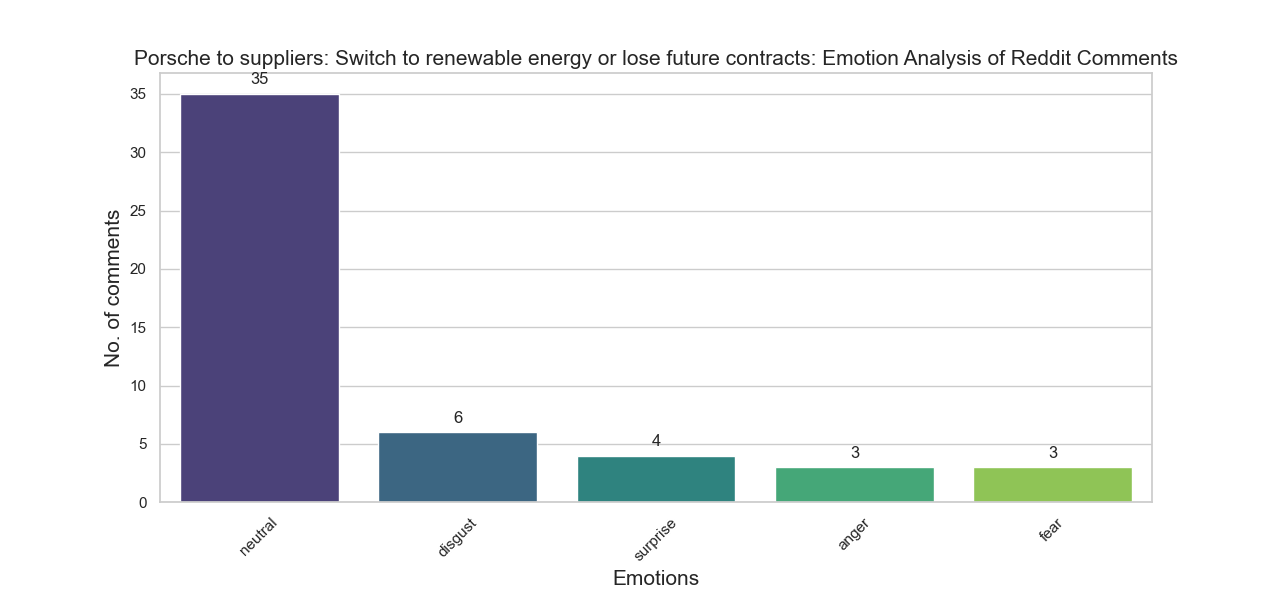 Porsche to suppliers: Switch to renewable energy or lose future contracts: Emotion Analysis of Reddit Comments
35
35
30
25
20
15
10
5
0
6
4
3
3
No. of comments
neutral
disgust
surprise
anger
fear
Emotions